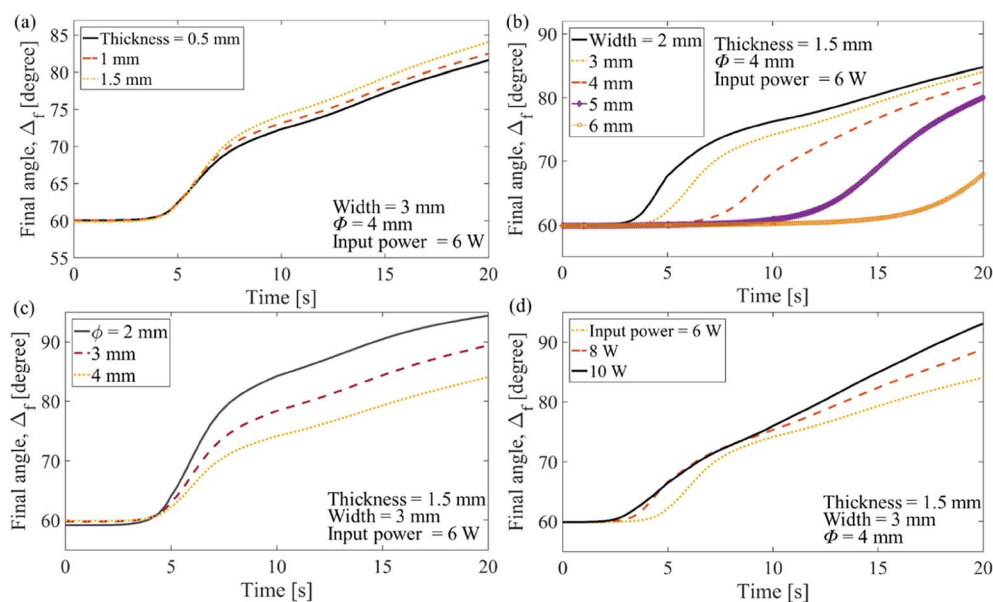 (a)
Thickness = 0.5 mm
1 mm
1.5 mm
Final angle, Δf [degree]
85
80
75
70
65
60
55
Width = 3 mm
Φ = 4 mm
Input power = 6 W
0 5 10 15 20
Time [s]
(b)
Width = 2 mm
3 mm
4 mm
5 mm
6 mm
Thickness = 1.5 mm
Φ = 4 mm
Input power = 6 W
Final angle, Δf [degree]
90
80
70
60
0 5 10 15 20
Time [s]
(c)
ϕ = 2 mm
3 mm
4 mm
Final angle, Δf [degree]
90
80
70
60
Thickness = 1.5 mm
Width = 3 mm
Input power = 6 W
0 5 10 15 20
Time [s]
(d)
Input power = 6 W
8 W
10 W
Final angle, Δf [degree]
90
80
70
60
Thickness = 1.5 mm
Width = 3 mm
Φ = 4 mm
0 5 10 15 20
Time [s]